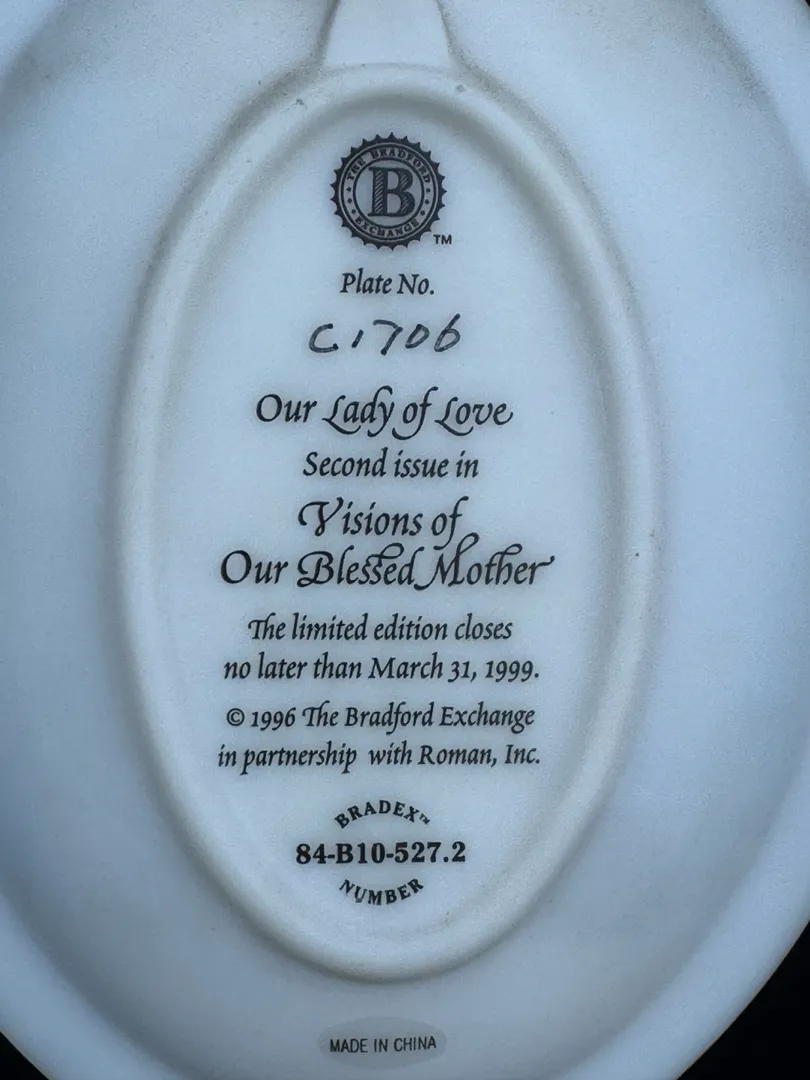 THE BRADFORD
B
EXCHANGE
TM
Plate No.
C1706
Our Lady of Love
Second issue in
Visions of
Our Blessed Mother
The limited edition closes
no later than March 31, 1999.
© 1996 The Bradford Exchange
in partnership with Roman, Inc.
BRADEX™
84-B10-527.2
NUMBER
MADE IN CHINA